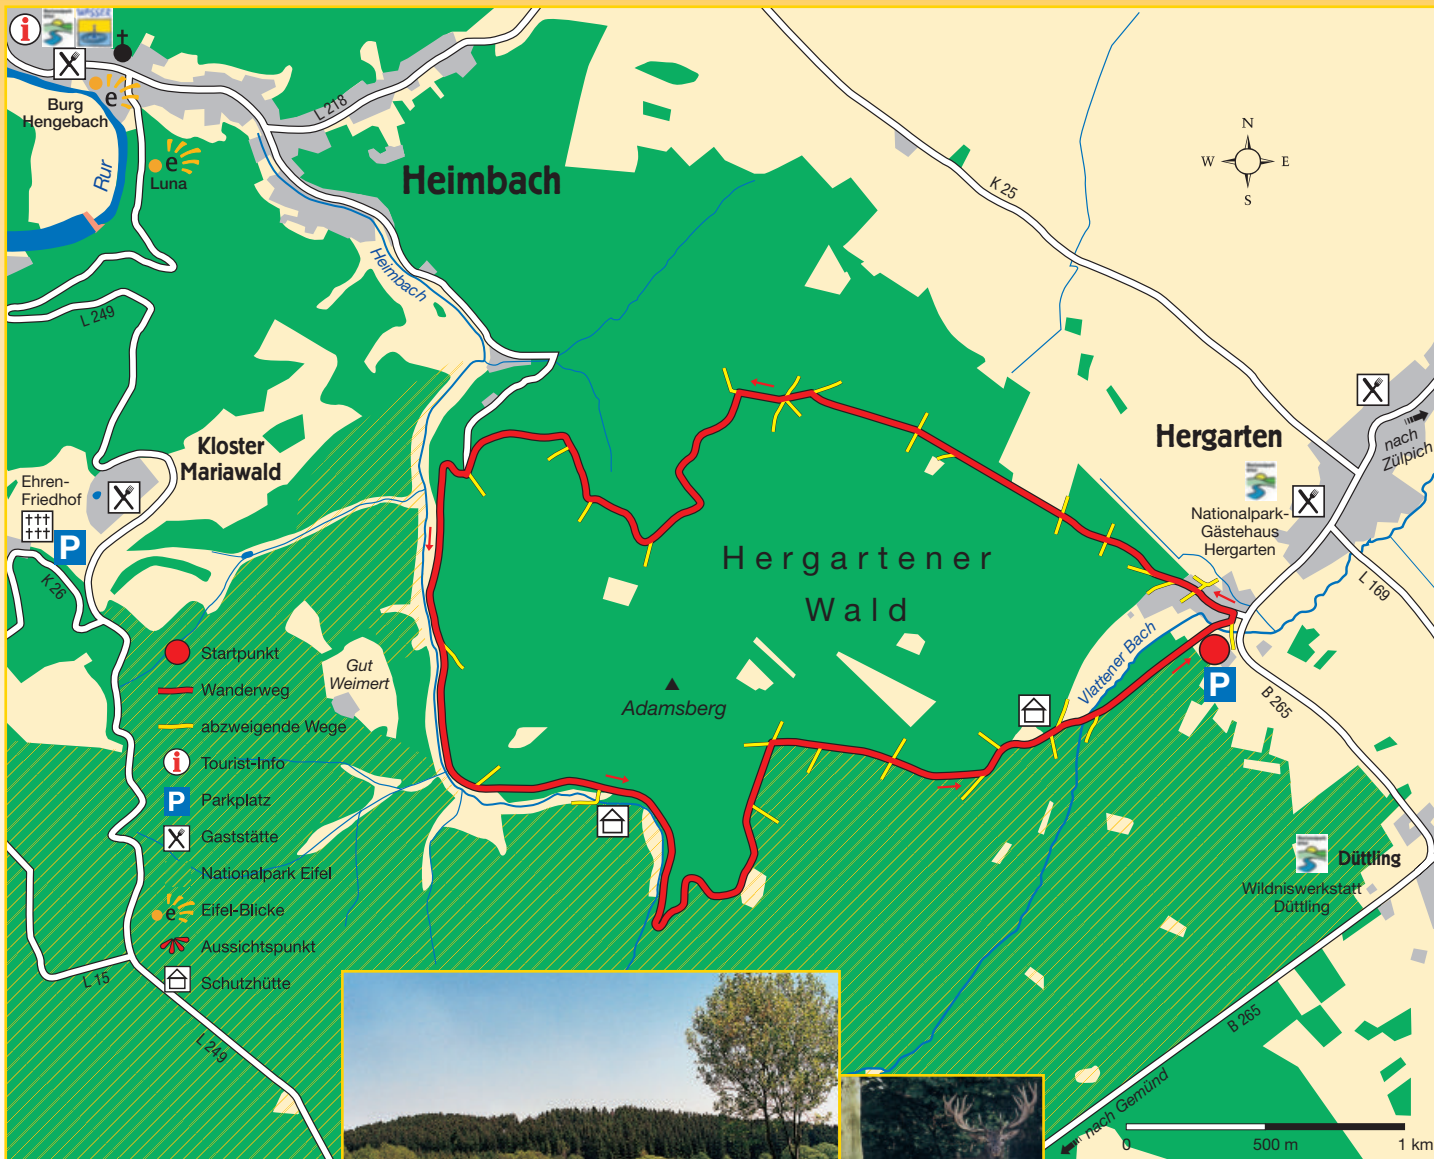 i
WASSER
Burg
Hengebach
e
Rur
e
Luna
L 218
Heimbach
Heimbach
L 249
K 25
N
W E
S
Kloster
Mariawald
Ehren-
Friedhof
P
K 26
Hergarten
nach
Zülpich
Nationalpark-
Gästehaus
Hergarten
L 169
Hergartener
Wald
Vlattener Bach
P
B 265
Gut
Weimert
Adamsberg
Startpunkt
Wanderweg
abzweigende Wege
i Tourist-Info
P Parkplatz
Gaststätte
Nationalpark Eifel
e Eifel-Blicke
Aussichtspunkt
Schutzhütte
L 15
L 249
Düttling
Wildniswerkstatt
Düttling
B 265
nach Gemünd
0 500 m 1 km